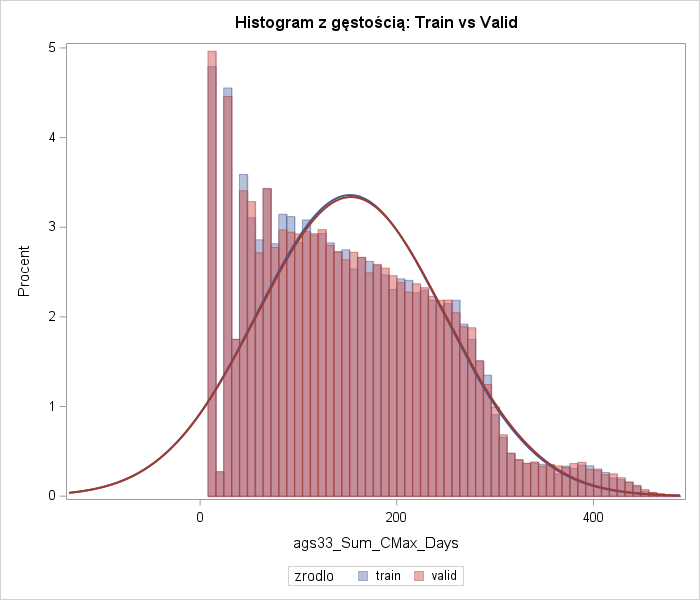 Histogram z gęstością: Train vs Valid
5
4
3
2
1
0
Procent
0 200 400
ags33_Sum_CMax_Days
zrodlo train valid